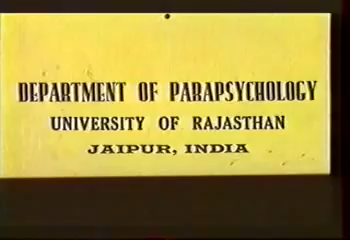 DEPARTMENT OF PARAPSYCHOLOGY
UNIVERSITY OF RAJASTHAN
JAIPUR, INDIA